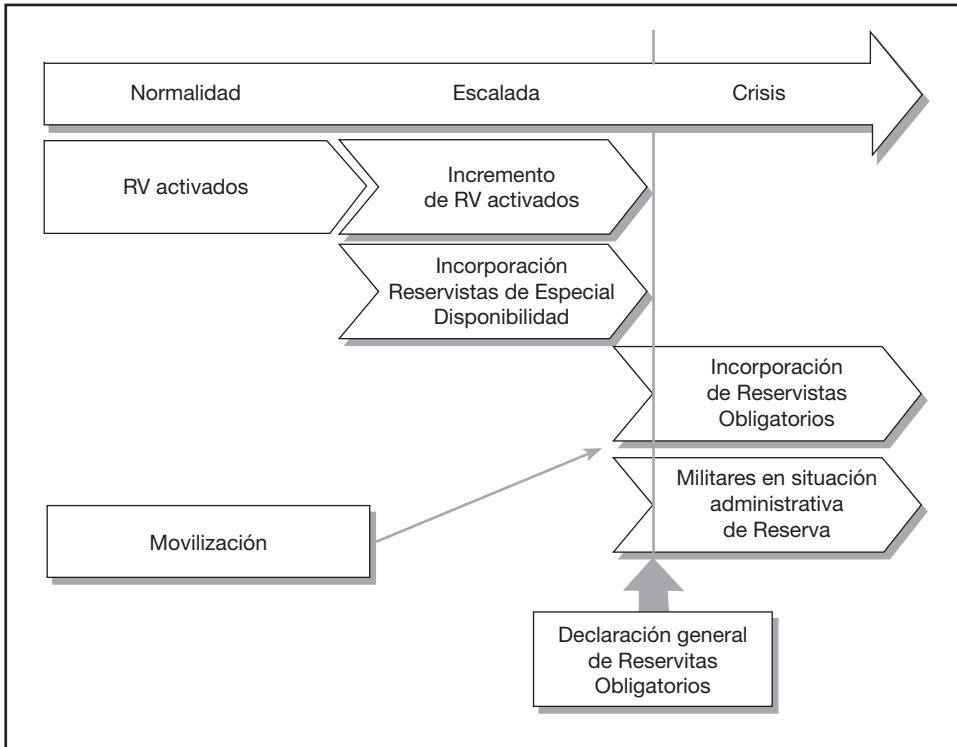 Normalidad
Escalada
Crisis
RV activados
Incremento
de RV activados
Incorporación
Reservistas de Especial
Disponibilidad
Incorporación
de Reservistas
Obligatorios
Militares en situación
administrativa
de Reserva
Movilización
Declaración general
de Reservitas
Obligatorios